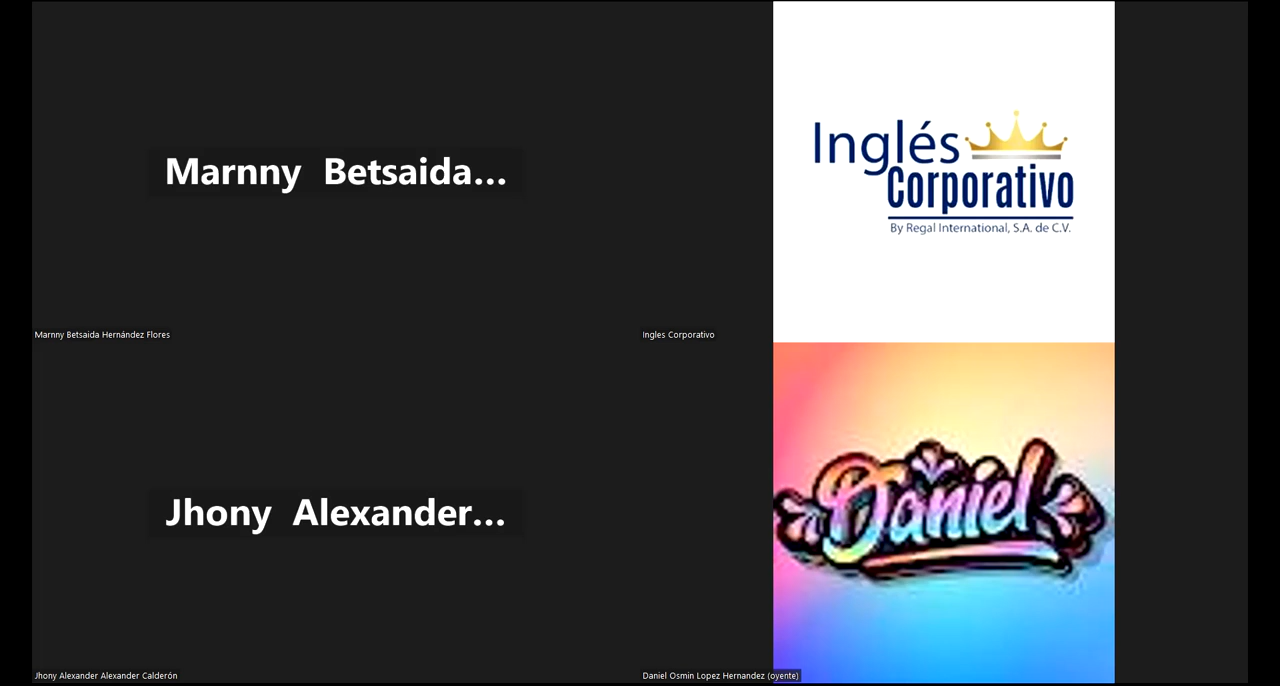 Marnny Betsaida...
Marnny Betsaida Hernández Flores
Inglés
Corporativo
By Regal International, S.A. de C.V.
Ingles Corporativo
Jhony Alexander...
Jhony Alexander Alexander Calderón
Daniel
Daniel Osmin Lopez Hernandez (oyente)